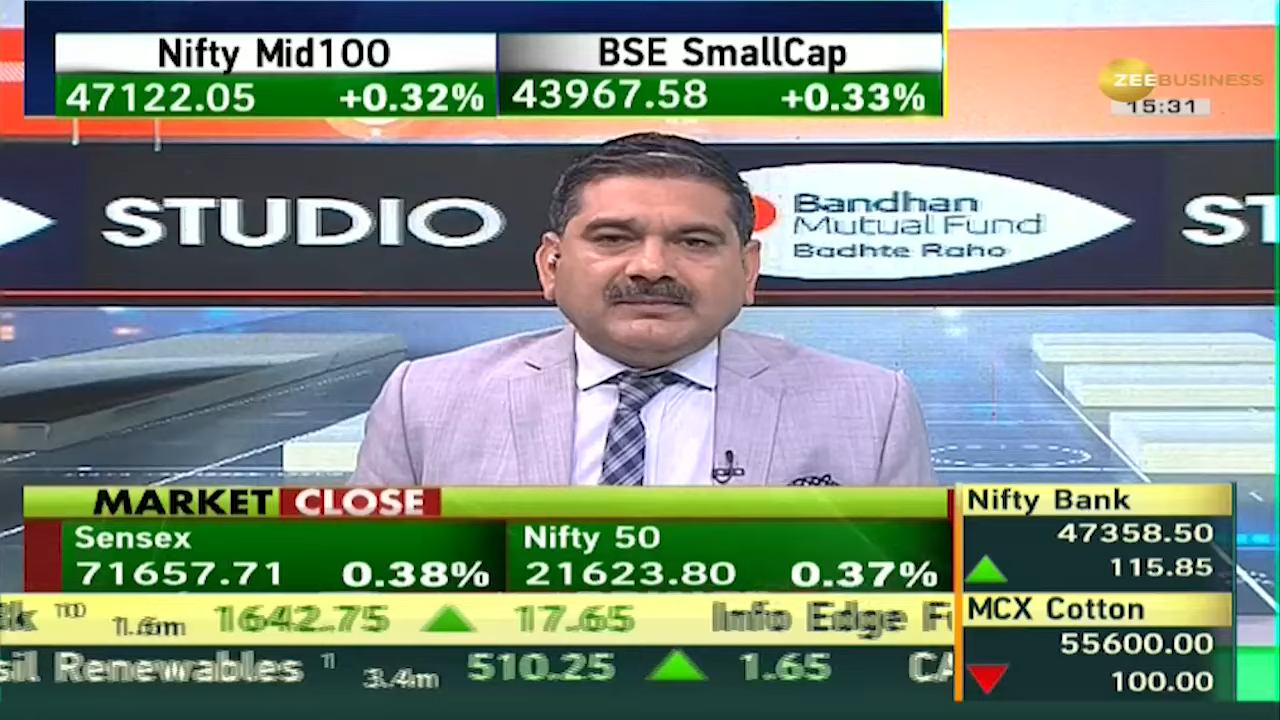 Nifty Mid100
47122.05 +0.32%
BSE SmallCap
43967.58 +0.33%
ZEEBUSINESS
15:31
STUDIO
Bandhan
Mutual Fund
Badhte Raho
ST
MARKET CLOSE
Sensex
71657.71 0.38%
Nifty 50
21623.80 0.37%
Nifty Bank
47358.50
115.85
MCX Cotton
55600.00
100.00
1.6m 1642.75 17.65 Info Edge
Renewables 3.4m 510.25 1.65 CA